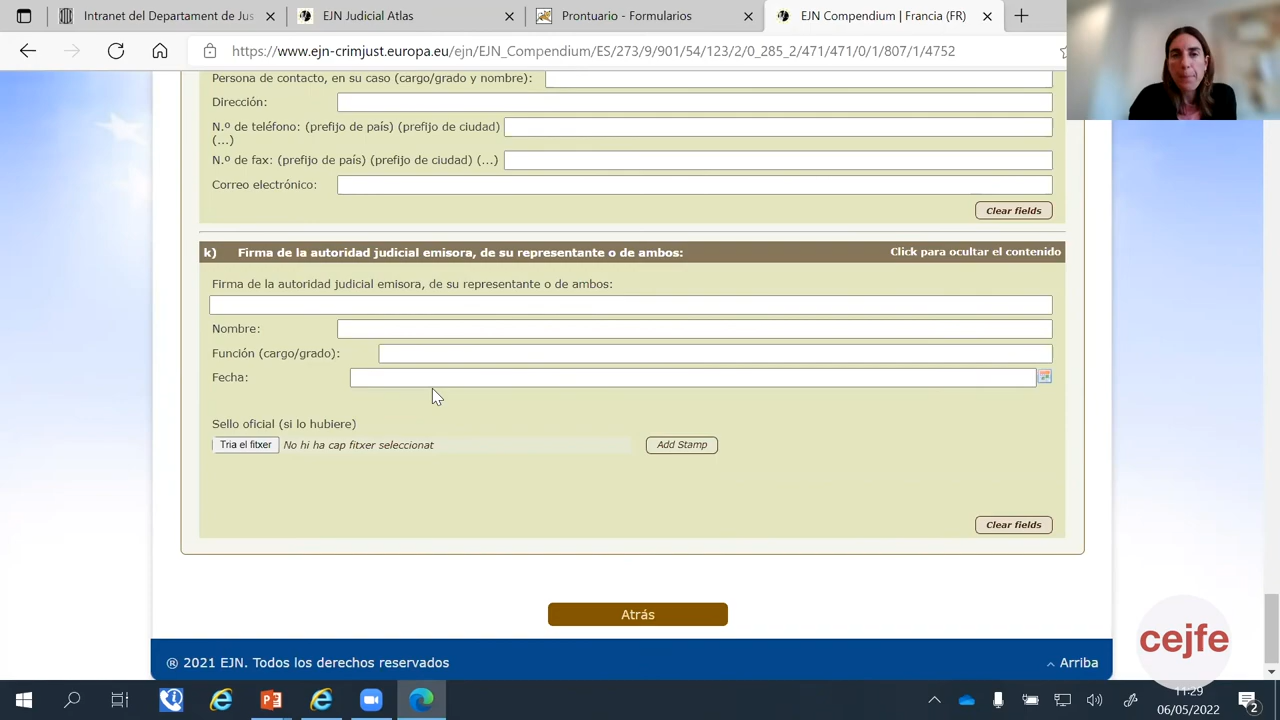 Intranet del Departament de Jus
EJN Judicial Atlas
Prontuario - Formularios
EJN Compendium | Francia (FR)
https://www.ejn-crimjust.europa.eu/ejn/EJN_Compendium/ES/273/9/901/54/123/2/0_285_2/471/471/0/1/807/1/4752
Persona de contacto, en su caso (cargo/grado y nombre):
Dirección:
N.º de teléfono: (prefijo de país) (prefijo de ciudad)
(...)
N.º de fax: (prefijo de país) (prefijo de ciudad) (...)
Correo electrónico:
Clear fields
k) Firma de la autoridad judicial emisora, de su representante o de ambos: Click para ocultar el contenido
Firma de la autoridad judicial emisora, de su representante o de ambos:
Nombre:
Función (cargo/grado):
Fecha:
Sello oficial (si lo hubiere)
Tria el fitxer No hi ha cap fitxer seleccionat Add Stamp
Clear fields
Atrás
® 2021 EJN. Todos los derechos reservados
Arriba
cejfe
11:29
06/05/2022
2